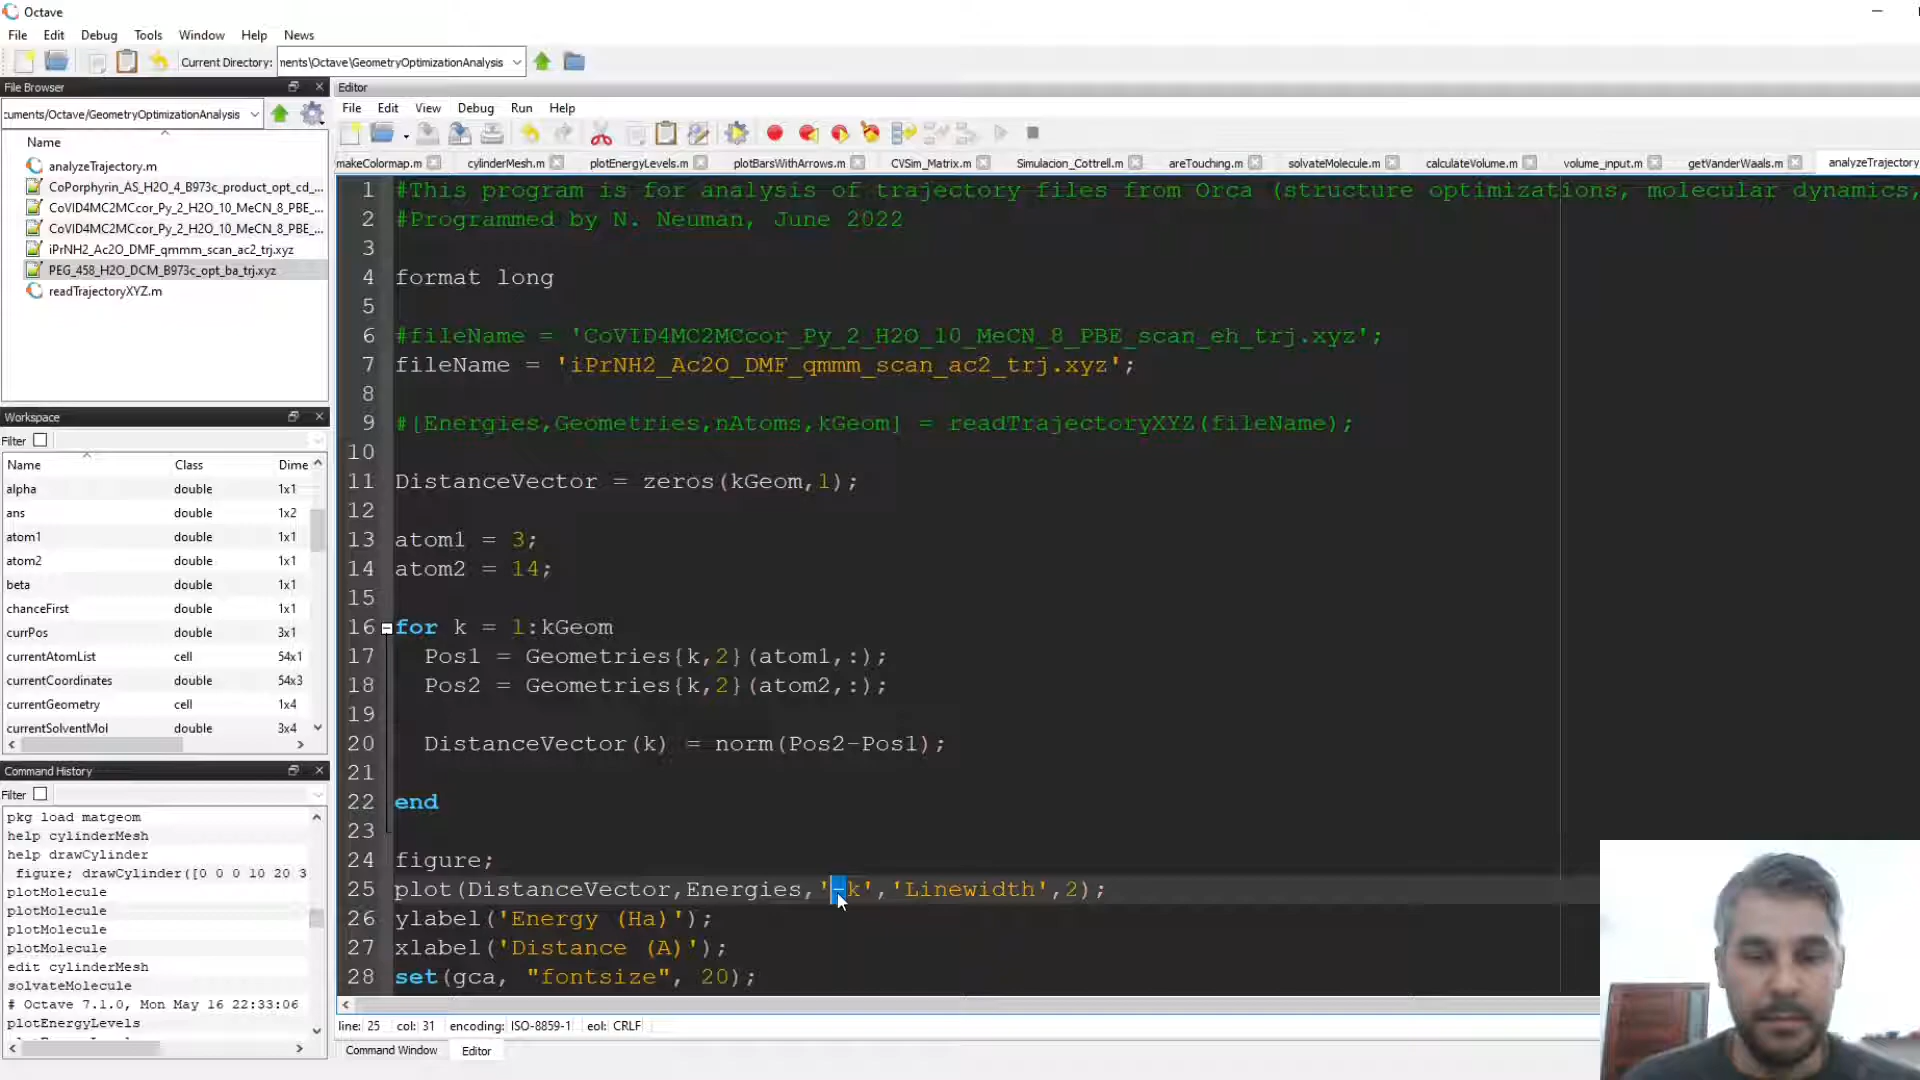 Octave
File Edit Debug Tools Window Help News
Current Directory: nents\Octave\GeometryOptimizationAnalysis
File Browser
cuments/Octave/GeometryOptimizationAnalysis
Name
analyzeTrajectory.m
CoPorphyrin_AS_H2O_4_B973c_product_opt_cd_...
CoVID4MC2MCcor_Py_2_H2O_10_MeCN_8_PBE_...
CoVID4MC2MCcor_Py_2_H2O_10_MeCN_8_PBE_...
iPrNH2_Ac2O_DMF_qmmm_scan_ac2_trj.xyz
PEG_458_H2O_DCM_B973c_opt_ba_trj.xyz
readTrajectoryXYZ.m
Workspace
Filter
Name Class Dime
alpha double 1x1
ans double 1x2
atom1 double 1x1
atom2 double 1x1
beta double 1x1
chanceFirst double 1x1
currPos double 3x1
currentAtomList cell 54x1
currentCoordinates double 54x3
currentGeometry cell 1x4
currentSolventMol double 3x4
Command History
Filter
pkg load matgeom
help cylinderMesh
help drawCylinder
figure; drawCylinder([0 0 0 10 20 3
plotMolecule
plotMolecule
plotMolecule
plotMolecule
edit cylinderMesh
solvateMolecule
# Octave 7.1.0, Mon May 16 22:33:06
plotEnergyLevels
Editor
File Edit View Debug Run Help
makeColormap.m cylinderMesh.m plotEnergyLevels.m plotBarsWithArrows.m CVSim_Matrix.m Simulacion_Cottrell.m areTouching.m solvateMolecule.m calculateVolume.m volume_input.m getVanderWaals.m analyzeTrajectory
1 #This program is for analysis of trajectory files from Orca (structure optimizations, molecular dynamics,
2 #Programmed by N. Neuman, June 2022
3
4 format long
5
6 #fileName = 'CoVID4MC2MCcor_Py_2_H2O_10_MeCN_8_PBE_scan_eh_trj.xyz';
7 fileName = 'iPrNH2_Ac2O_DMF_qmmm_scan_ac2_trj.xyz';
8
9 #[Energies,Geometries,nAtoms,kGeom] = readTrajectoryXYZ(fileName);
10
11 DistanceVector = zeros(kGeom,1);
12
13 atom1 = 3;
14 atom2 = 14;
15
16 for k = 1:kGeom
17 Pos1 = Geometries{k,2}(atom1,:);
18 Pos2 = Geometries{k,2}(atom2,:);
19
20 DistanceVector(k) = norm(Pos2-Pos1);
21
22 end
23
24 figure;
25 plot(DistanceVector,Energies,'-k','Linewidth',2);
26 ylabel('Energy (Ha)');
27 xlabel('Distance (A)');
28 set(gca, "fontsize", 20);
line: 25 col: 31 encoding: ISO-8859-1 eol: CRLF
Command Window Editor